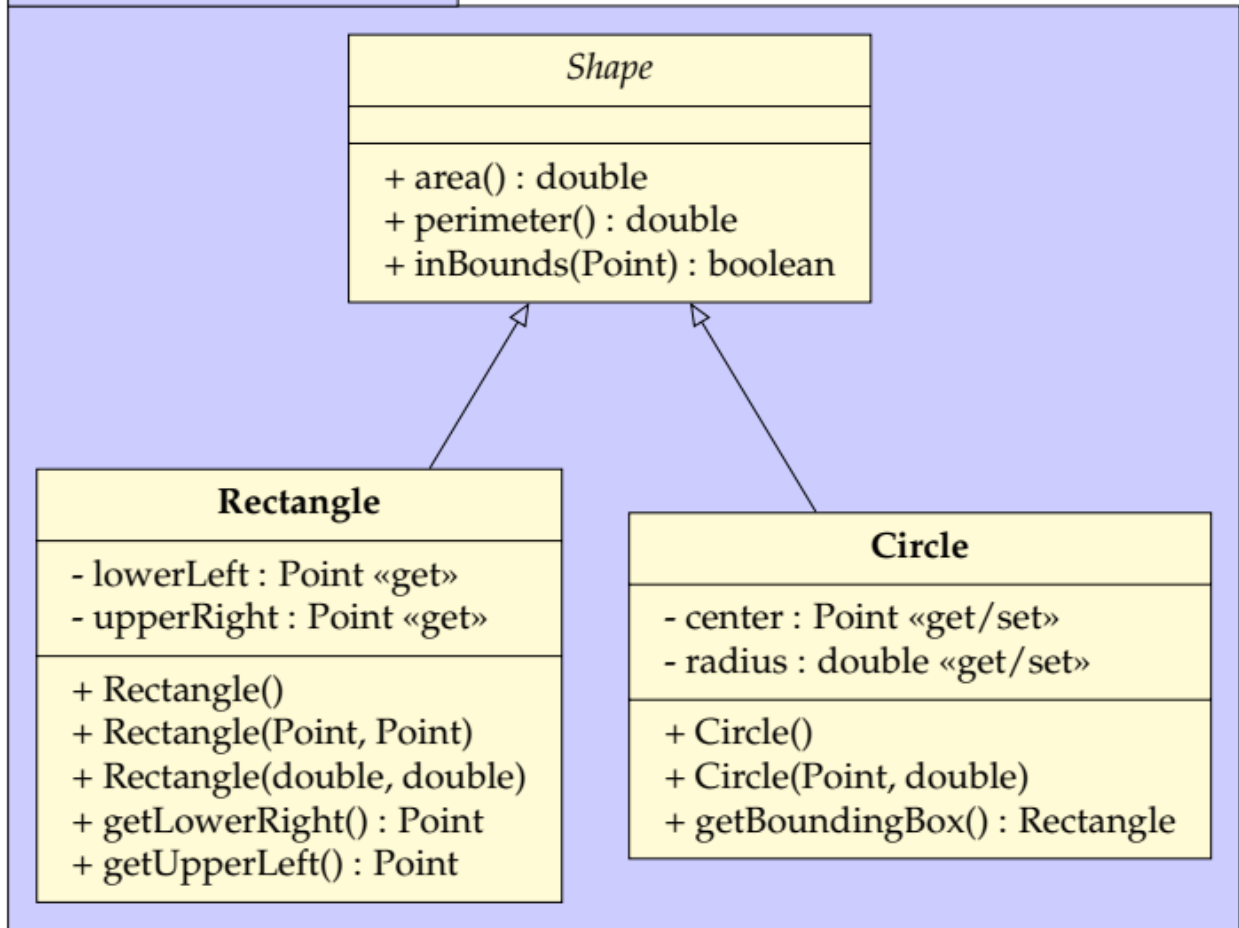 Shape
+ area() : double
+ perimeter() : double
+ inBounds(Point) : boolean
Rectangle
- lowerLeft : Point «get»
- upperRight : Point «get»
+ Rectangle()
+ Rectangle(Point, Point)
+ Rectangle(double, double)
+ getLowerRight() : Point
+ getUpperLeft() : Point
Circle
- center : Point «get/set»
- radius : double «get/set»
+ Circle()
+ Circle(Point, double)
+ getBoundingBox() : Rectangle